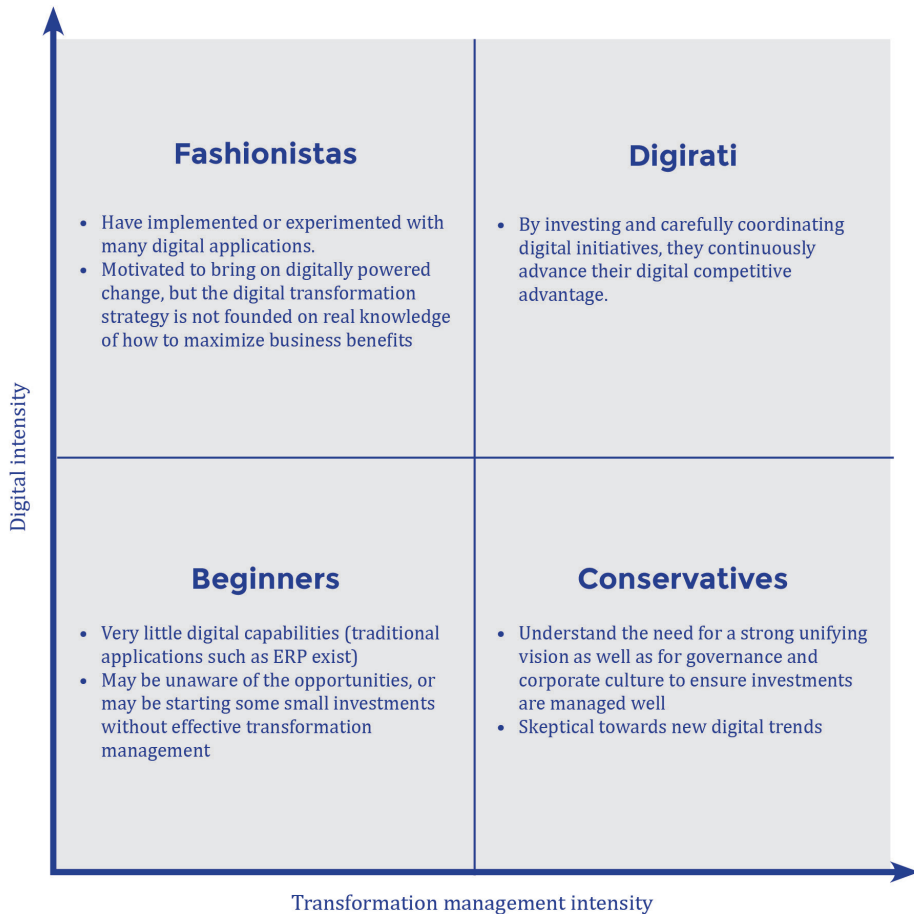 Fashionistas
• Have implemented or experimented with
many digital applications.
• Motivated to bring on digitally powered
change, but the digital transformation
strategy is not founded on real knowledge
of how to maximize business benefits
Digirati
• By investing and carefully coordinating
digital initiatives, they continuously
advance their digital competitive
advantage.
Digital intensity
Beginners
• Very little digital capabilities (traditional
applications such as ERP exist)
• May be unaware of the opportunities, or
may be starting some small investments
without effective transformation
management
Conservatives
• Understand the need for a strong unifying
vision as well as for governance and
corporate culture to ensure investments
are managed well
• Skeptical towards new digital trends
Transformation management intensity